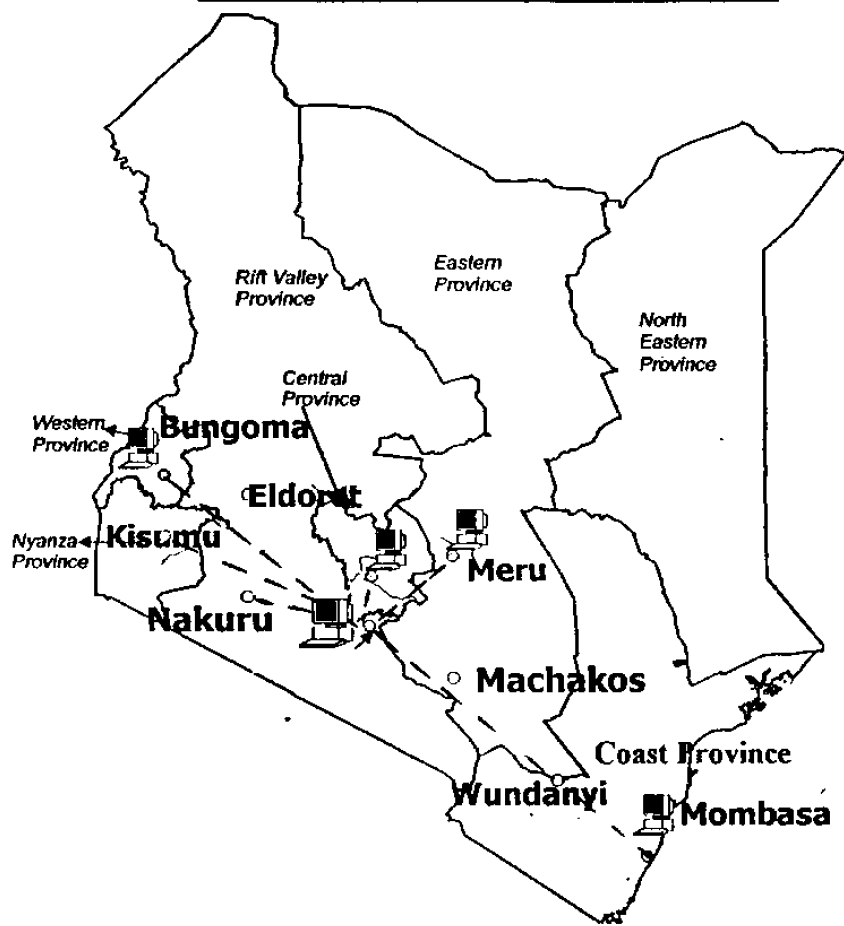 Rift Valley
Province
Eastern
Province
North
Eastern
Province
Central
Province
Western
Province
Bungoma
Eldoret
Nyanza
Province
Kisumu
Meru
Nakuru
Machakos
Coast Province
Wundanyi
Mombasa